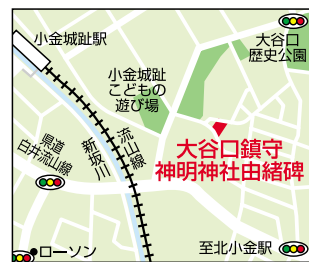 小金城趾駅
大谷口
歴史公園
小金城趾
こどもの
遊び場
大谷口鎮守
神明神社由緒碑
流山線
新坂川
県道
白井流山線
ローソン
至北小金駅